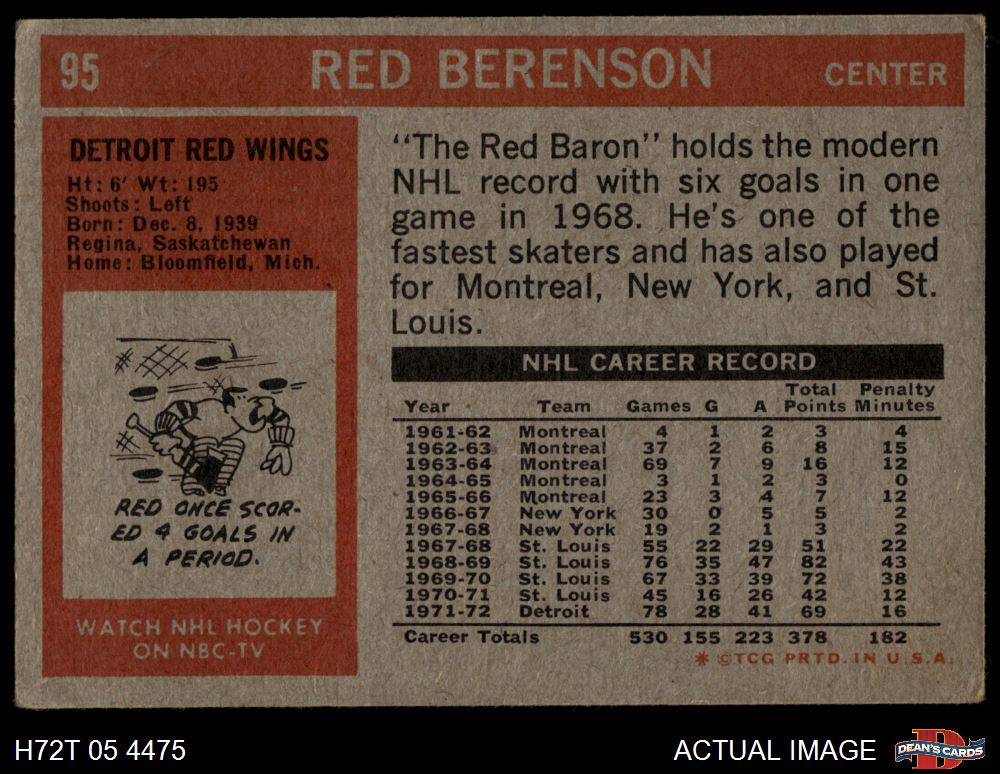 95 RED BERENSON CENTER
DETROIT RED WINGS
Ht: 6' Wt: 195
Shoots: Left
Born: Dec. 8, 1939
Regina, Saskatchewan
Home: Bloomfield, Mich.
RED ONCE SCOR-
ED 4 GOALS IN
A PERIOD.
WATCH NHL HOCKEY
ON NBC-TV
"The Red Baron" holds the modern
NHL record with six goals in one
game in 1968. He's one of the
fastest skaters and has also played
for Montreal, New York, and St.
Louis.
NHL CAREER RECORD
Total Penalty
Year Team Games G A Points Minutes
1961-62 Montreal 4 1 2 3 4
1962-63 Montreal 37 2 6 8 15
1963-64 Montreal 69 7 9 16 12
1964-65 Montreal 3 1 2 3 0
1965-66 Montreal 23 3 4 7 12
1966-67 New York 30 0 5 5 2
1967-68 New York 19 2 1 3 2
1967-68 St. Louis 55 22 29 51 22
1968-69 St. Louis 76 35 47 82 43
1969-70 St. Louis 67 33 39 72 38
1970-71 St. Louis 45 16 26 42 12
1971-72 Detroit 78 28 41 69 16
Career Totals 530 155 223 378 182
* ©TCG PRTD. IN U.S.A.
H72T 05 4475
ACTUAL IMAGE
D
DEAN'S CARDS